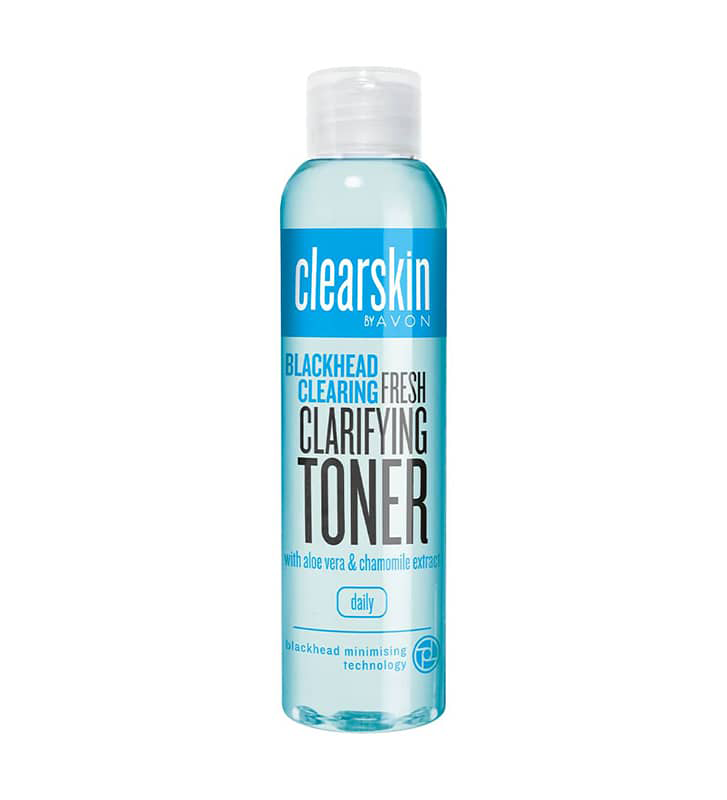 clearskin
BY AVON
BLACKHEAD
CLEARING FRESH
CLARIFYING
TONER
with aloe vera & chamomile extract
daily
blackhead minimising
technology